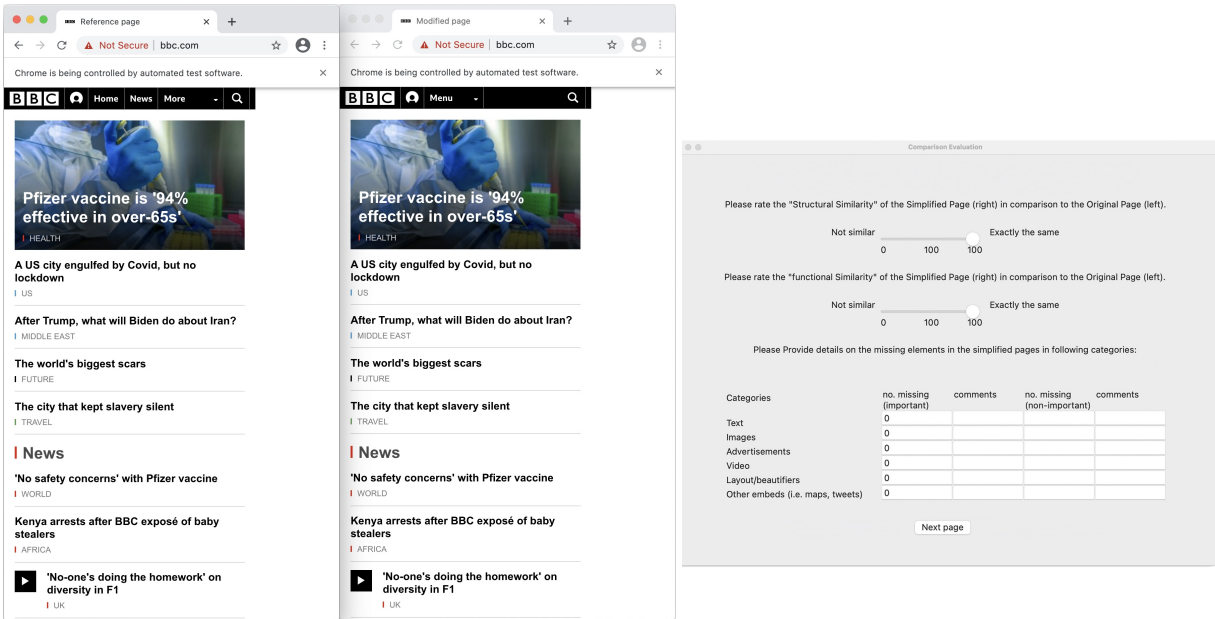 Reference page
Not Secure | bbc.com
Chrome is being controlled by automated test software.
BBC Home News More
Pfizer vaccine is '94%
effective in over-65s'
HEALTH
A US city engulfed by Covid, but no
lockdown
US
After Trump, what will Biden do about Iran?
MIDDLE EAST
The world's biggest scars
FUTURE
The city that kept slavery silent
TRAVEL
News
'No safety concerns' with Pfizer vaccine
WORLD
Kenya arrests after BBC exposé of baby
stealers
AFRICA
'No-one's doing the homework' on
diversity in F1
UK
Modified page
Not Secure | bbc.com
Chrome is being controlled by automated test software.
BBC Menu
Pfizer vaccine is '94%
effective in over-65s'
HEALTH
A US city engulfed by Covid, but no
lockdown
US
After Trump, what will Biden do about Iran?
MIDDLE EAST
The world's biggest scars
FUTURE
The city that kept slavery silent
TRAVEL
News
'No safety concerns' with Pfizer vaccine
WORLD
Kenya arrests after BBC exposé of baby
stealers
AFRICA
'No-one's doing the homework' on
diversity in F1
UK
Comparison Evaluation
Please rate the "Structural Similarity" of the Simplified Page (right) in comparison to the Original Page (left).
Not similar Exactly the same
0 100 100
Please rate the "functional Similarity" of the Simplified Page (right) in comparison to the Original Page (left).
Not similar Exactly the same
0 100 100
Please Provide details on the missing elements in the simplified pages in following categories:
Categories no. missing (important) comments no. missing (non-important) comments
Text 0
Images 0
Advertisements 0
Video 0
Layout/beautifiers 0
Other embeds (i.e. maps, tweets) 0
Next page